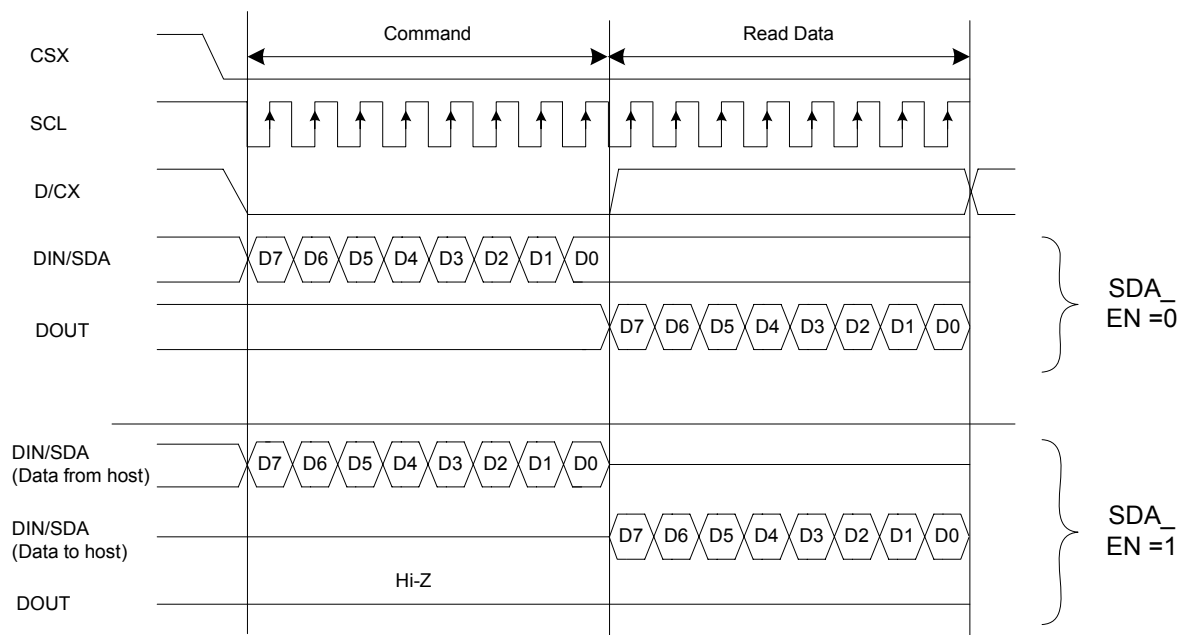 Command
Read Data
CSX
SCL
D/CX
DIN/SDA
D7 D6 D5 D4 D3 D2 D1 D0
DOUT
D7 D6 D5 D4 D3 D2 D1 D0
SDA_
EN =0
DIN/SDA
(Data from host)
D7 D6 D5 D4 D3 D2 D1 D0
DIN/SDA
(Data to host)
D7 D6 D5 D4 D3 D2 D1 D0
SDA_
EN =1
Hi-Z
DOUT